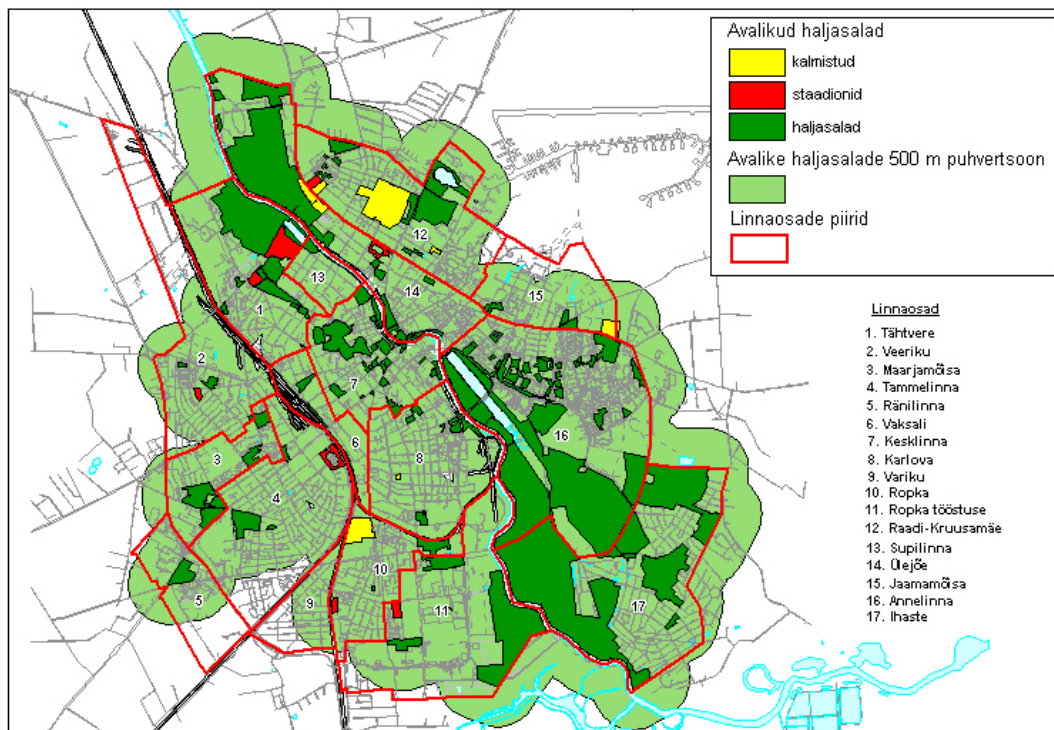 Avalikud haljasalad
kalmistud
staadionid
haljasalad
Avalike haljasalade 500 m puhvertsoon
Linnaosade piirid
Linnaosad
1. Tähtvere
2. Veeriku
3. Maarjamõisa
4. Tammelinna
5. Ränilinna
6. Vaksali
7. Kesklinna
8. Karlova
9. Variku
10. Ropka
11. Ropka tööstuse
12. Raadi-Kruusamäe
13. Supilinna
14. Ülejõe
15. Jaamamõisa
16. Annelinna
17. Ihaste
12
13
14
15
1
2
7
16
6
3
8
4
10
5
9
11
17